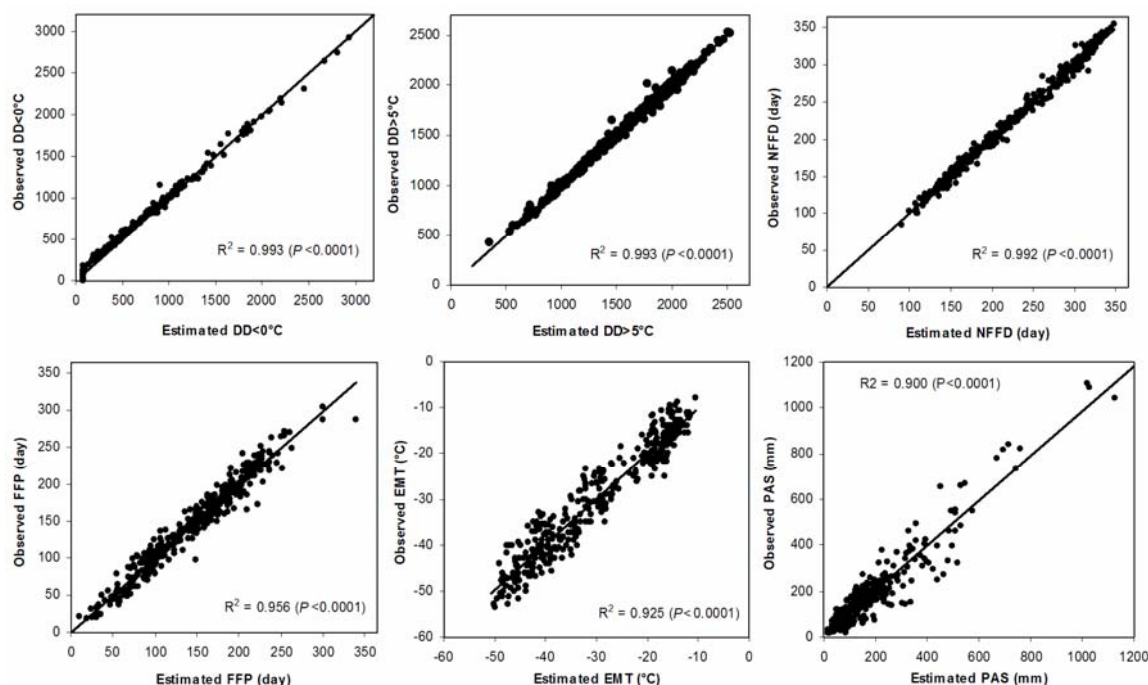 Observed DD<0°C
3000
2500
2000
1500
1000
500
0
0 500 1000 1500 2000 2500 3000
Estimated DD<0°C
R² = 0.993 (P<0.0001)
Observed DD>5°C
2500
2000
1500
1000
500
0
500 1000 1500 2000 2500
Estimated DD>5°C
R² = 0.993 (P<0.0001)
Observed NFFD (day)
350
300
250
200
150
100
50
0
0 50 100 150 200 250 300 350
Estimated NFFD (day)
R² = 0.992 (P<0.0001)
Observed FFP (day)
350
300
250
200
150
100
50
0
0 50 100 150 200 250 300 350
Estimated FFP (day)
R² = 0.956 (P<0.0001)
Observed EMT (°C)
0
-10
-20
-30
-40
-50
-60
-60 -50 -40 -30 -20 -10 0
Estimated EMT (°C)
R² = 0.925 (P<0.0001)
Observed PAS (mm)
1200
1000
800
600
400
200
0
0 200 400 600 800 1000 1200
Estimated PAS (mm)
R2 = 0.900 (P<0.0001)